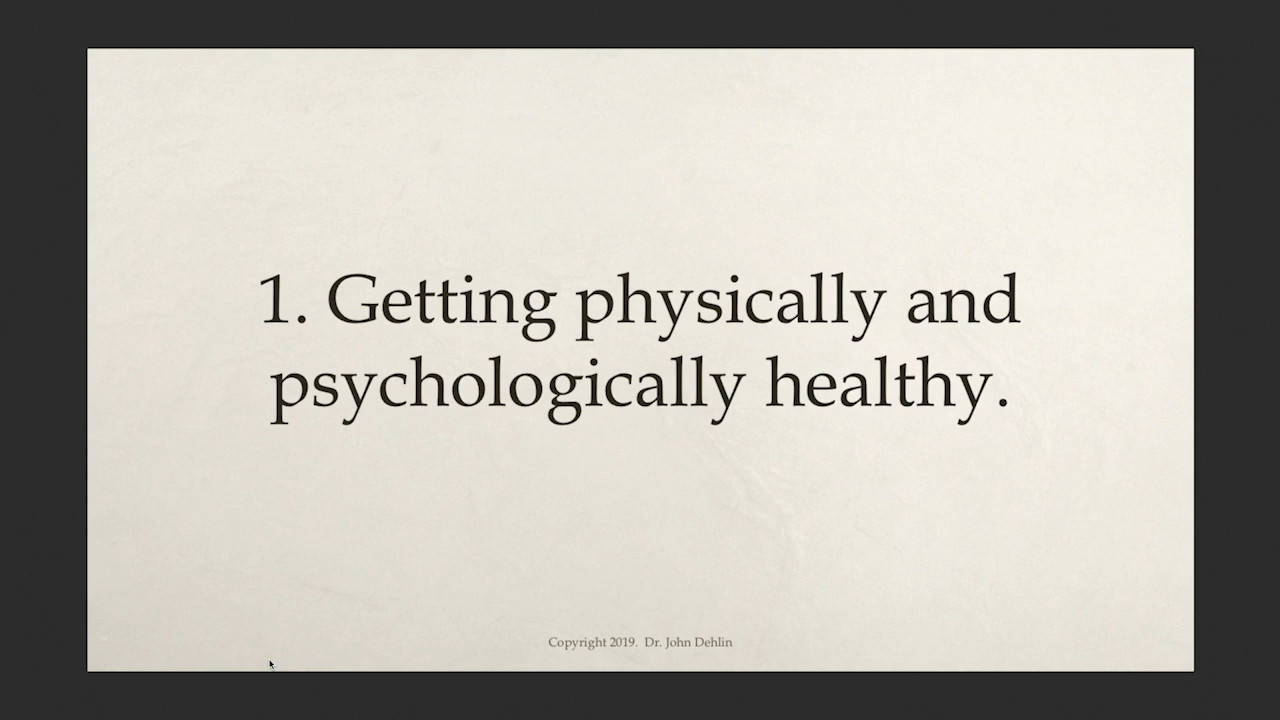 1. Getting physically and
psychologically healthy.
Copyright 2019. Dr. John Dehlin